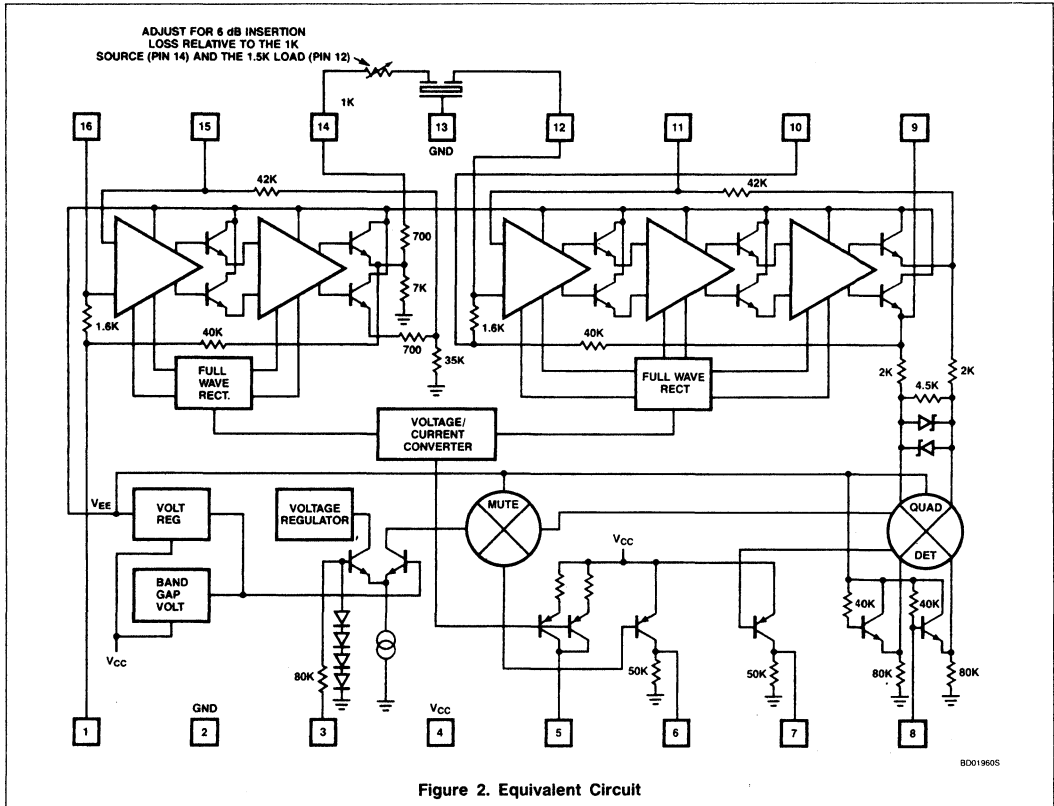 ADJUST FOR 6 dB INSERTION
LOSS RELATIVE TO THE 1K
SOURCE (PIN 14) AND THE 1.5K LOAD (PIN 12)
1K
16
15
14
13
12
11
10
9
GND
42K
42K
700
7K
1.6K
40K
700
35K
1.6K
40K
2K
2K
4.5K
FULL
WAVE
RECT.
FULL WAVE
RECT
VOLTAGE/
CURRENT
CONVERTER
VEE
VOLT
REG
VOLTAGE
REGULATOR
MUTE
QUAD
DET
VCC
BAND
GAP
VOLT
VCC
80K
50K
50K
40K
40K
80K
80K
GND
VCC
1
2
3
4
5
6
7
8
BD01960S
Figure 2. Equivalent Circuit